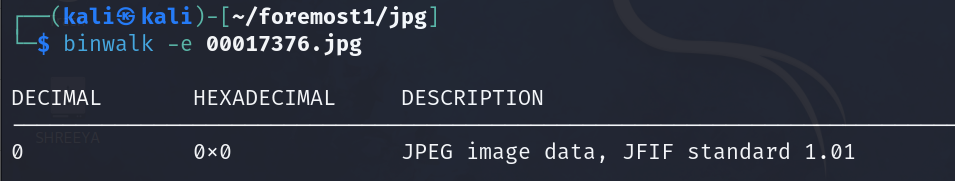 ┌──(kali㉿kali)-[~/foremost1/jpg]
└─$ binwalk -e 00017376.jpg
DECIMAL HEXADECIMAL DESCRIPTION
SHREEYA
0 0x0 JPEG image data, JFIF standard 1.01